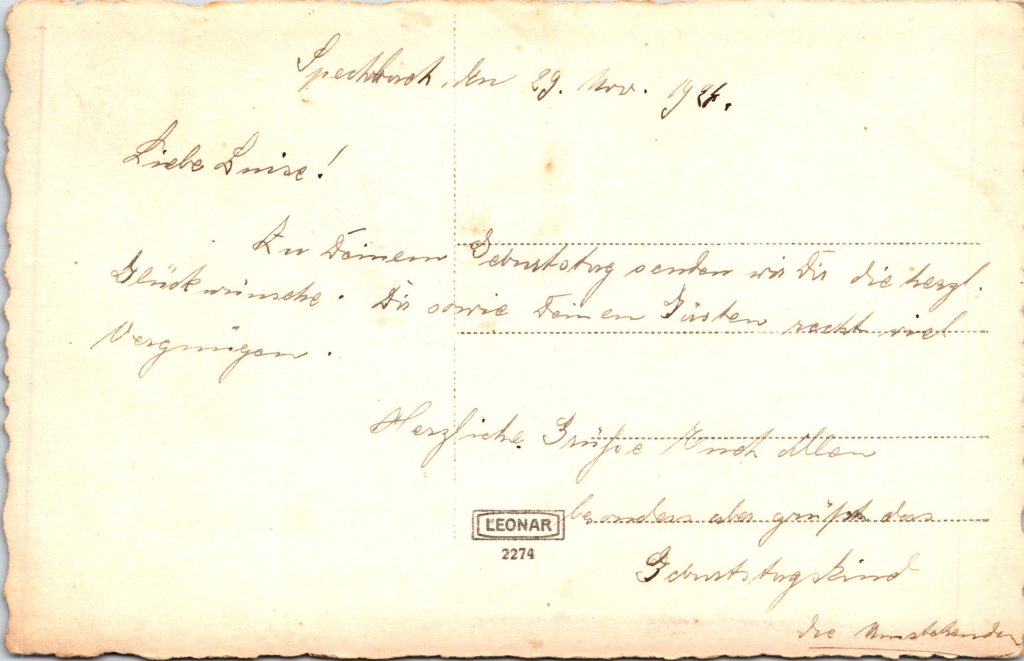 Spechbach, den 29. Nov. 1924.
Liebe Luise!
Zu Deinem Geburtstag senden wir Dir die herzl.
Glückwünsche. Dir sowie Deinen Gästen recht viel
Vergnügen.
Herzliche Grüße Euch Allen
besonders aber grüßt das
Geburtstagskind
die Umstehenden
LEONAR
2274